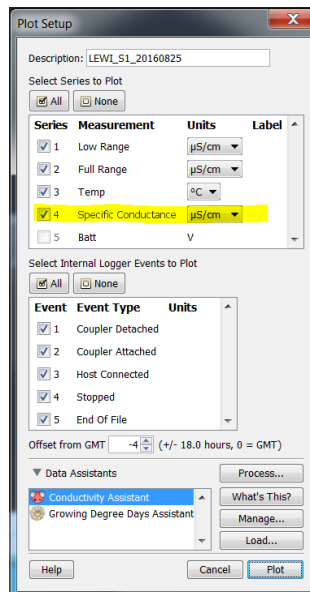 Plot Setup
X
Description: LEWI_S1_20160825
Select Series to Plot
All None
Series Measurement Units Label
1 Low Range µS/cm
2 Full Range µS/cm
3 Temp °C
4 Specific Conductance µS/cm
5 Batt V
Select Internal Logger Events to Plot
All None
Event Event Type Units
1 Coupler Detached
2 Coupler Attached
3 Host Connected
4 Stopped
5 End Of File
Offset from GMT -4 (+/- 18.0 hours, 0 = GMT)
Data Assistants Process...
Conductivity Assistant What's This?
Growing Degree Days Assistant Manage...
Load...
Help Cancel Plot